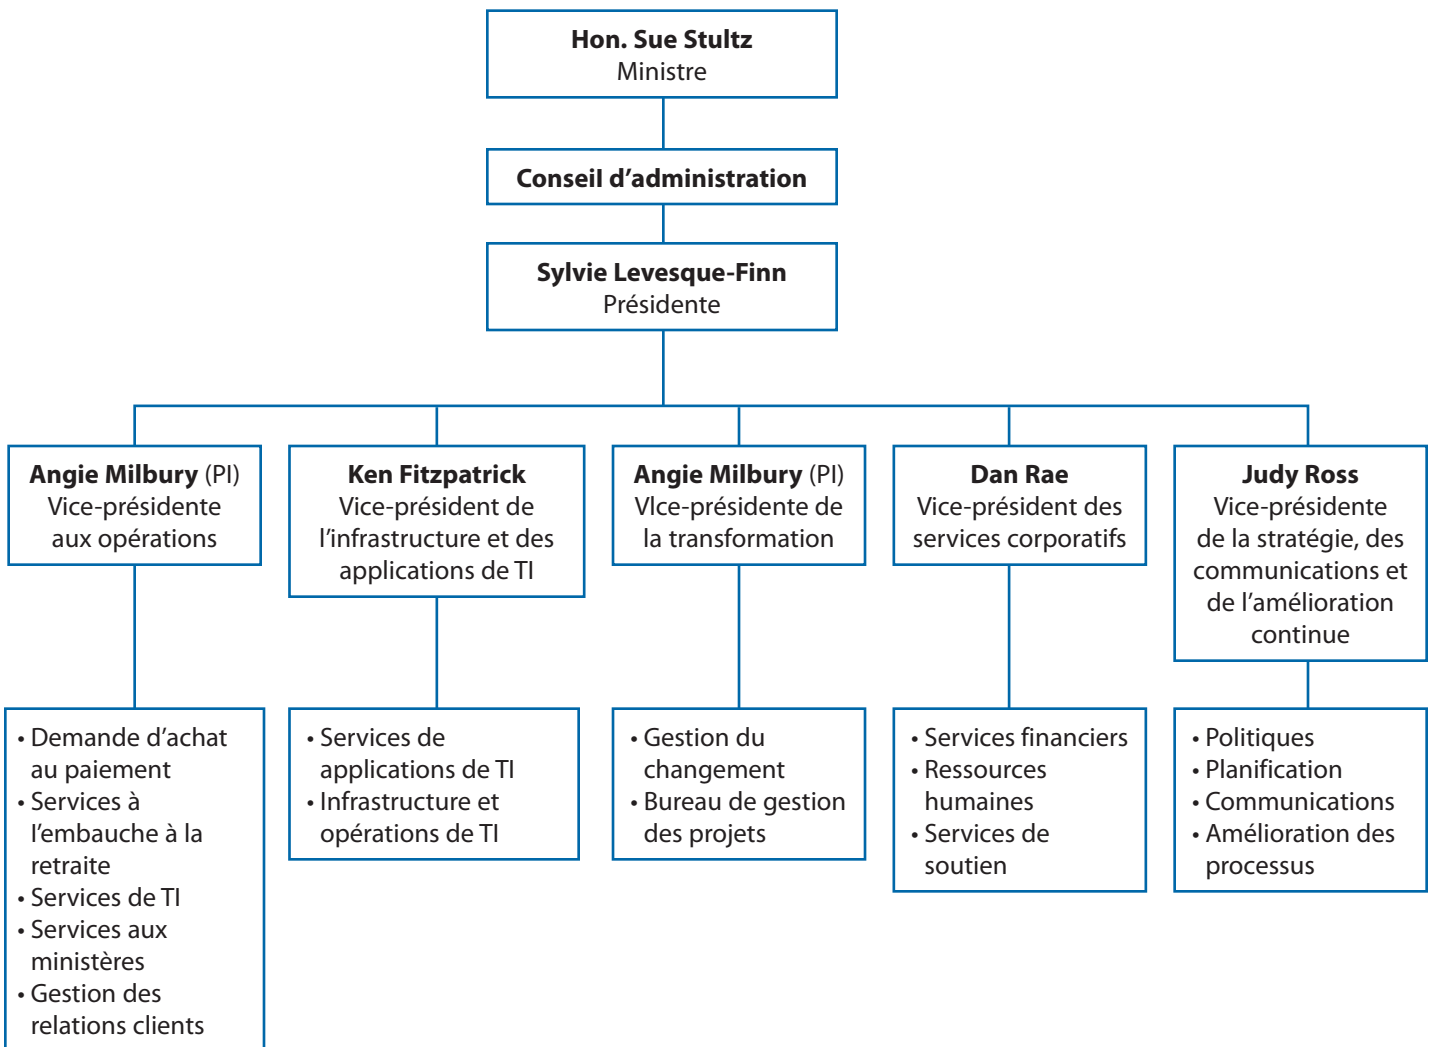 Hon. Sue Stultz
Ministre
Conseil d’administration
Sylvie Levesque-Finn
Présidente
Angie Milbury (PI)
Vice-présidente
aux opérations
Ken Fitzpatrick
Vice-président de
l’infrastructure et des
applications de TI
Angie Milbury (PI)
VIce-présidente de
la transformation
Dan Rae
Vice-président des
services corporatifs
Judy Ross
Vice-présidente
de la stratégie, des
communications et
de l’amélioration
continue
• Demande d’achat
au paiement
• Services à
l’embauche à la
retraite
• Services de TI
• Services aux
ministères
• Gestion des
relations clients
• Services de
applications de TI
• Infrastructure et
opérations de TI
• Gestion du
changement
• Bureau de gestion
des projets
• Services financiers
• Ressources
humaines
• Services de
soutien
• Politiques
• Planification
• Communications
• Amélioration des
processus